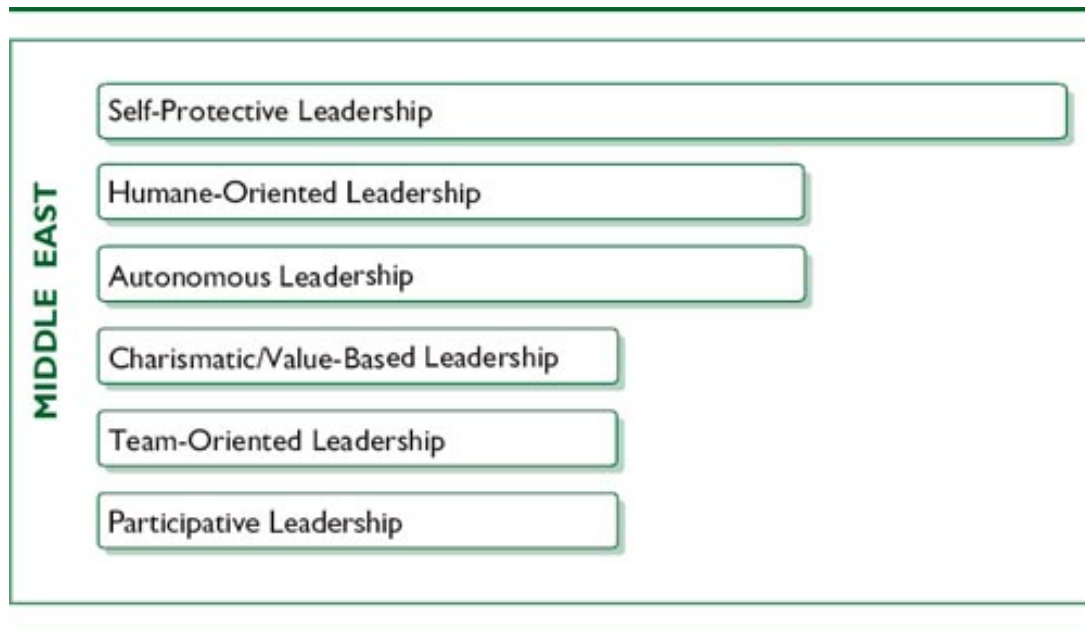 MIDDLE EAST
Self-Protective Leadership
Humane-Oriented Leadership
Autonomous Leadership
Charismatic/Value-Based Leadership
Team-Oriented Leadership
Participative Leadership